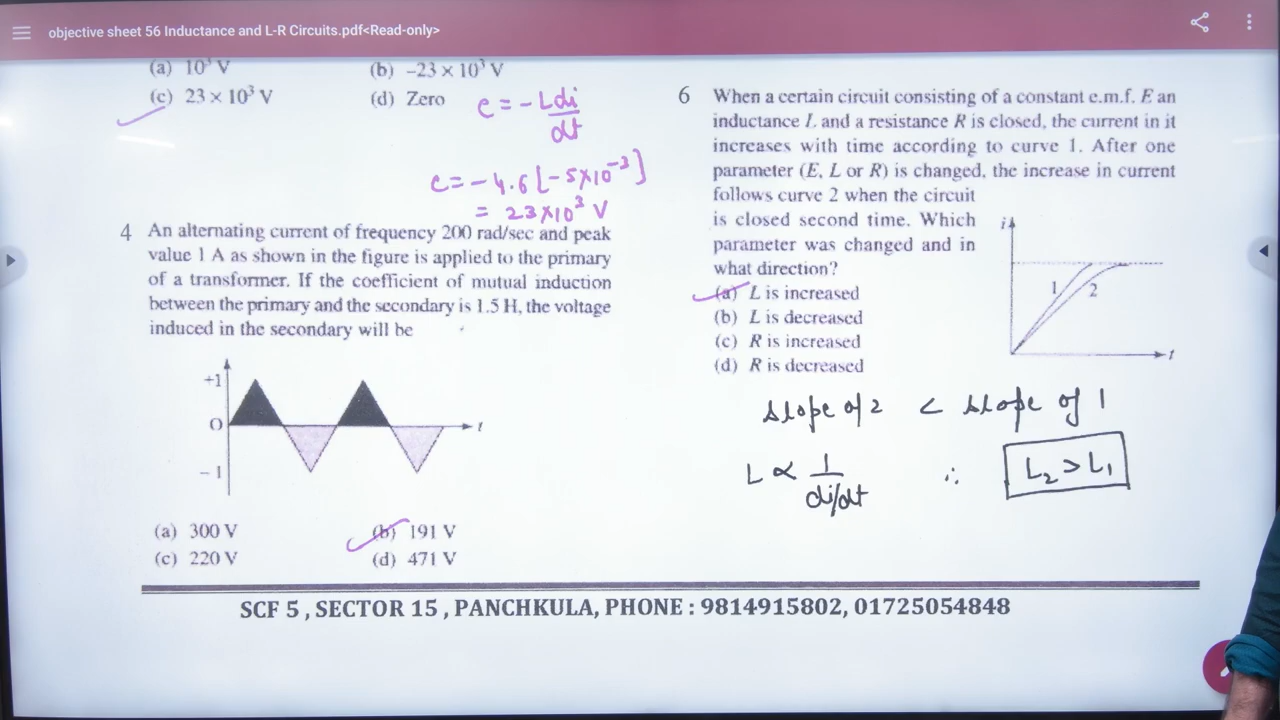 objective sheet 56 Inductance and L-R Circuits.pdf<Read-only>
(a) 10³ V
(b) –23 × 10³ V
(c) 23 × 10³ V
(d) Zero
e = - L di/dt
e = - 4.6 [-5×10⁻³]
= 23×10³ V
4 An alternating current of frequency 200 rad/sec and peak
value 1 A as shown in the figure is applied to the primary
of a transformer. If the coefficient of mutual induction
between the primary and the secondary is 1.5 H, the voltage
induced in the secondary will be
+1
O
t
– 1
(a) 300 V
(b) 191 V
(c) 220 V
(d) 471 V
6 When a certain circuit consisting of a constant e.m.f. E an
inductance L and a resistance R is closed, the current in it
increases with time according to curve 1. After one
parameter (E, L or R) is changed, the increase in current
follows curve 2 when the circuit
is closed second time. Which
parameter was changed and in
what direction?
(a) L is increased
(b) L is decreased
(c) R is increased
(d) R is decreased
i
1
2
t
slope of 2 < slope of 1
L ∝ 1/di/dt ∴ L₂ > L₁
SCF 5 , SECTOR 15 , PANCHKULA, PHONE : 9814915802, 01725054848